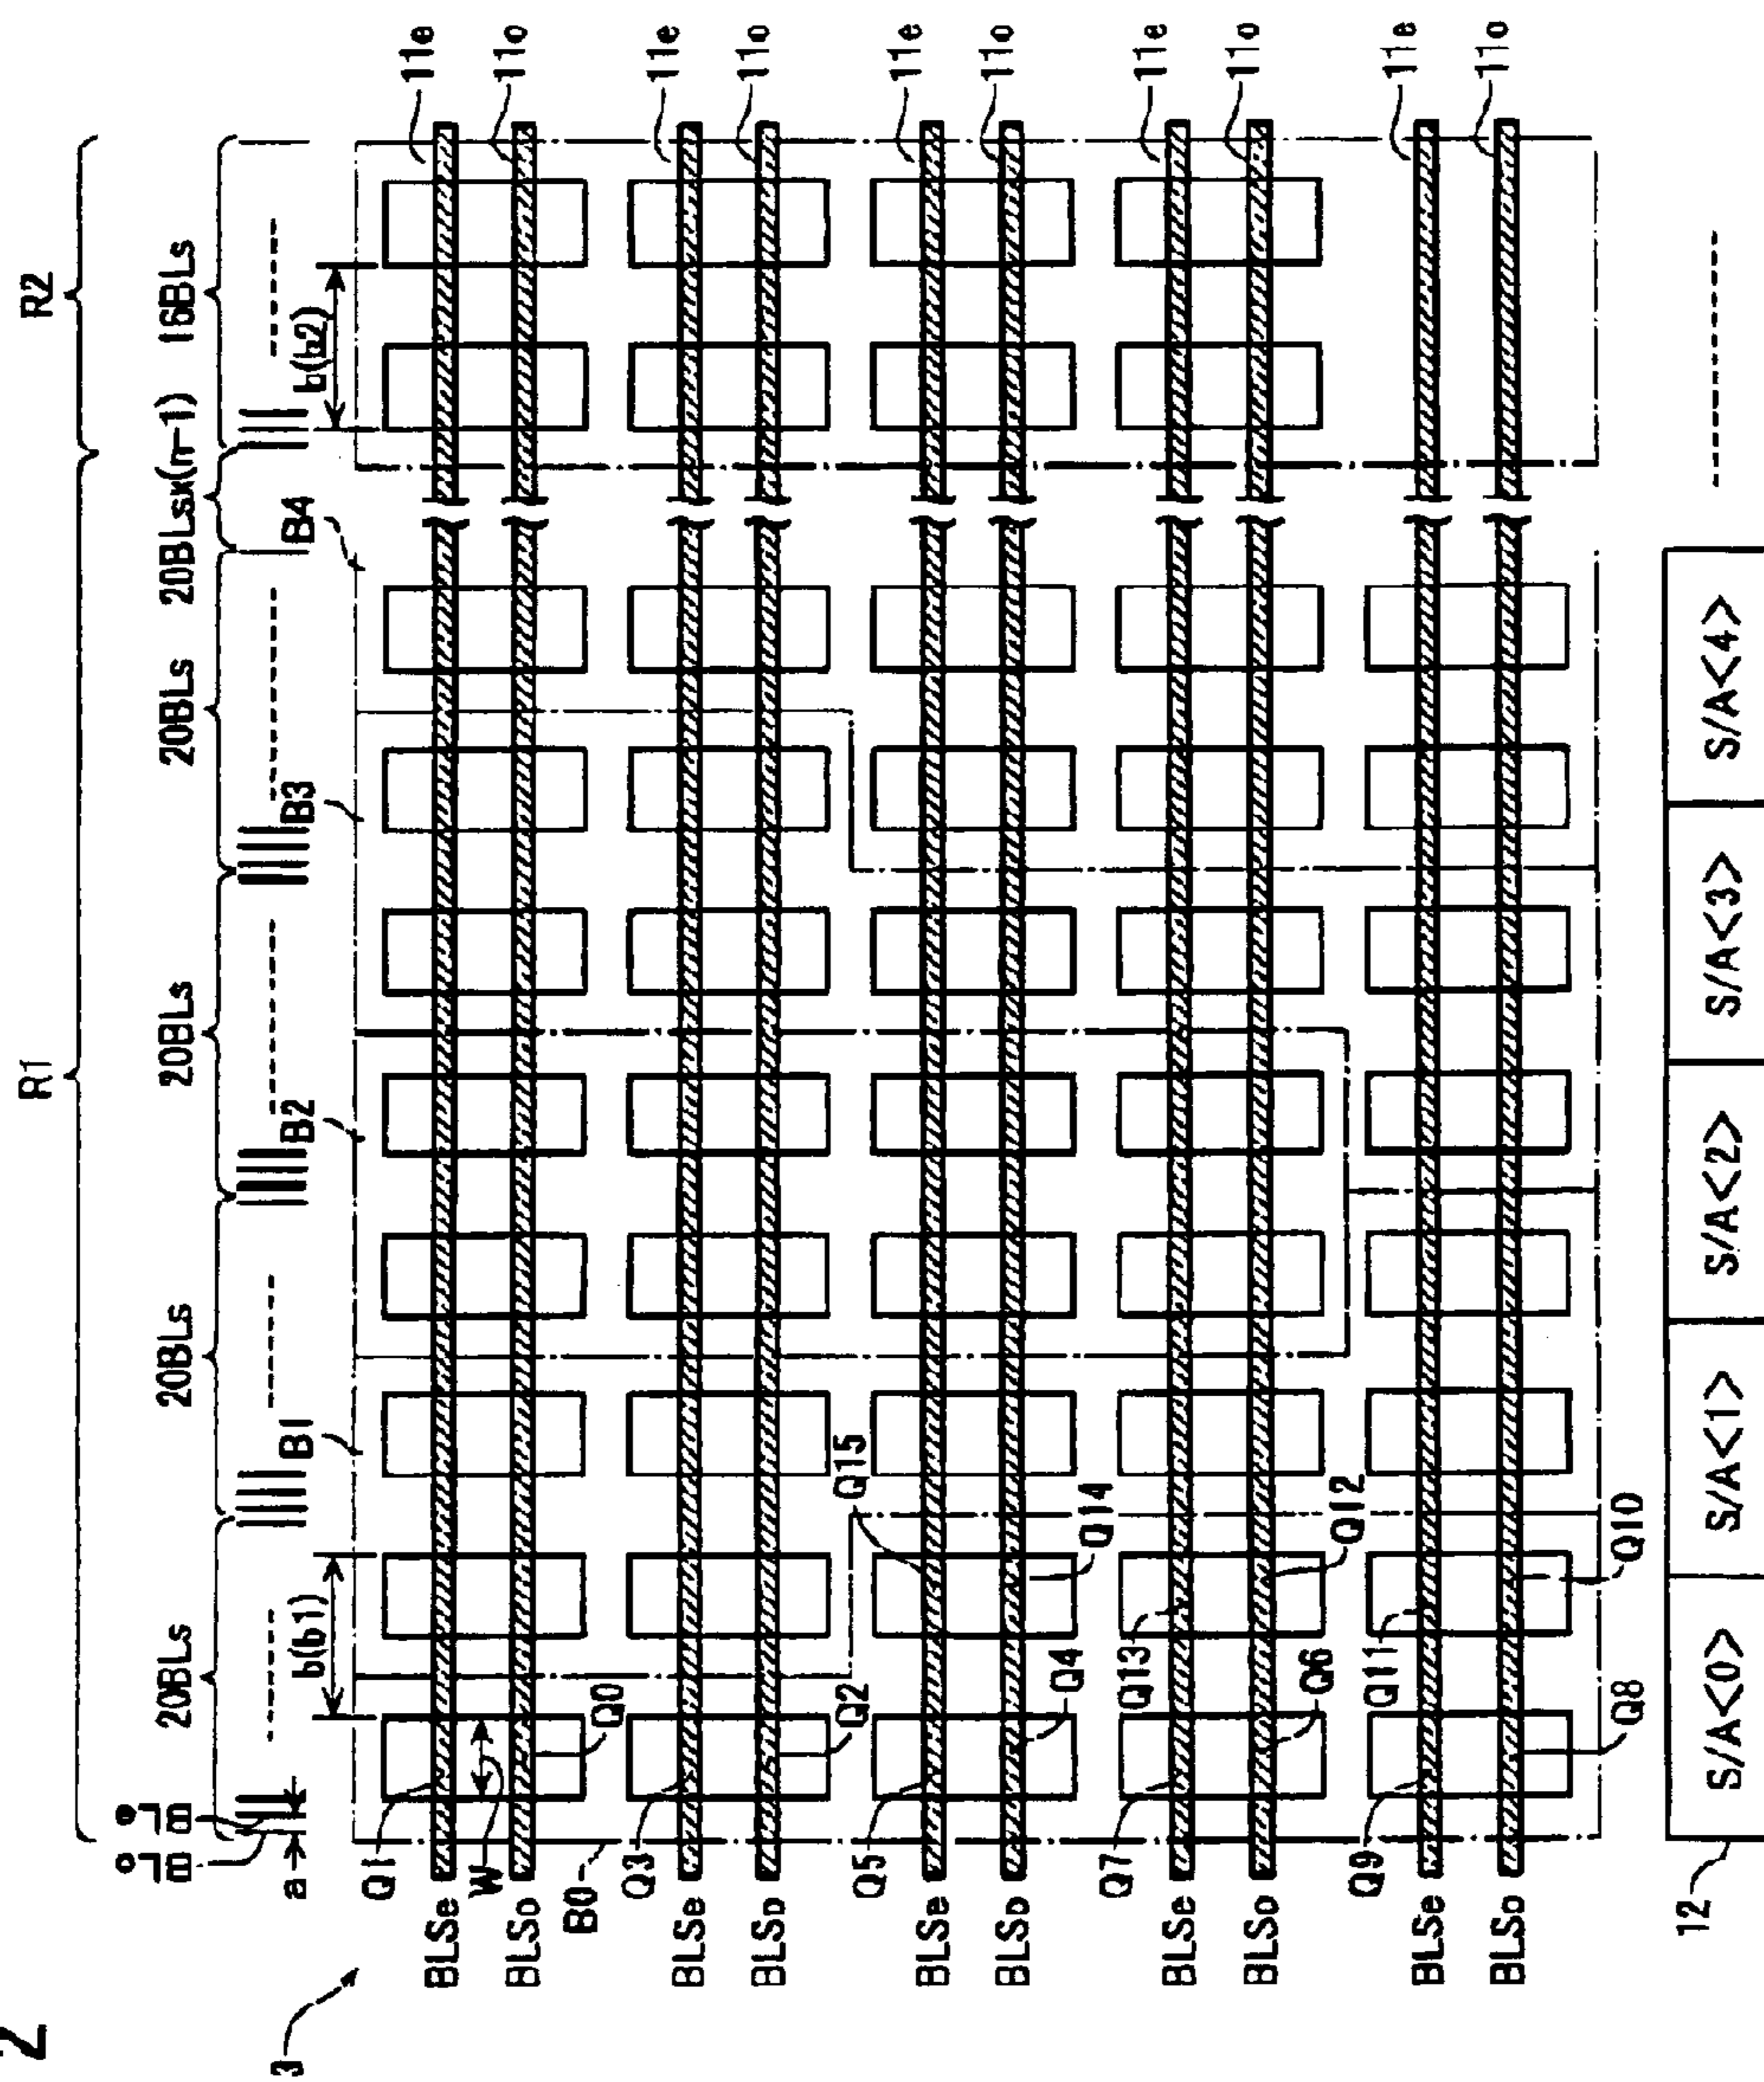 2
R1
R2
20BLs
20BLs
20BLs
20BLs
20BLsx(n-1)
16BLs
BLo
BLe
a
b(b1)
B1
B2
B3
B4
b(b2)
3
Q1
W
Q0
B0
Q3
Q2
Q5
Q4
Q15
Q14
Q7
Q6
Q13
Q12
Q9
Q8
Q11
Q10
BLSe
11e
BLSo
11o
BLSe
11e
BLSo
11o
BLSe
11e
BLSo
11o
BLSe
11e
BLSo
11o
BLSe
11e
BLSo
11o
12
S/A<0>
S/A<1>
S/A<2>
S/A<3>
S/A<4>